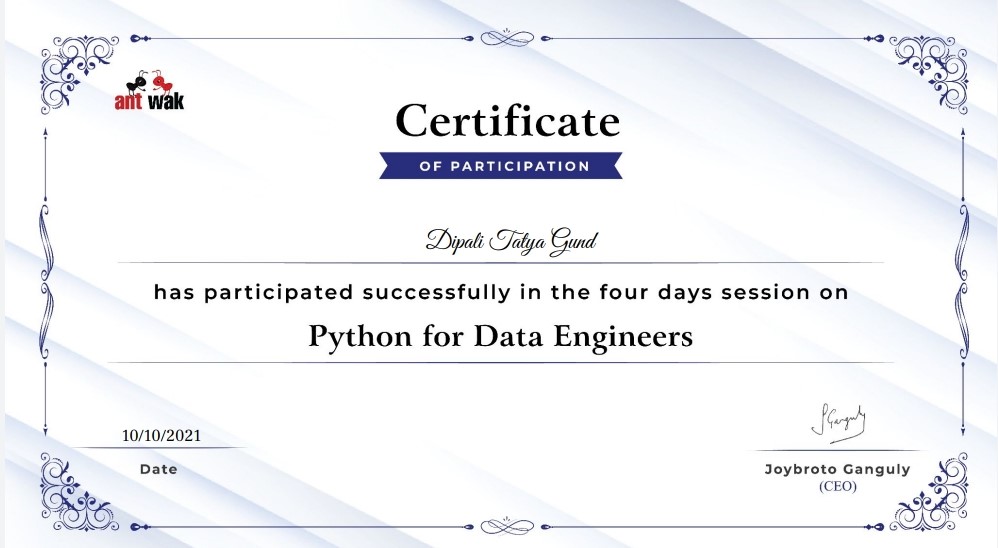 ant wak
Certificate
OF PARTICIPATION
Dipali Tatya Gund
has participated successfully in the four days session on
Python for Data Engineers
10/10/2021
Date
Joybroto Ganguly
(CEO)